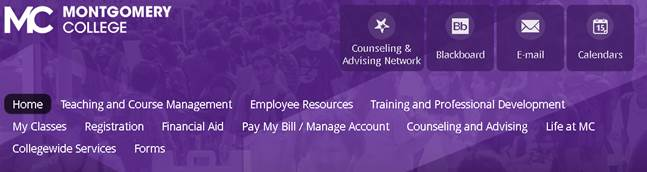 MC MONTGOMERY
COLLEGE
Counseling &
Advising Network
Bb
Blackboard
E-mail
15
Calendars
Home Teaching and Course Management Employee Resources Training and Professional Development
My Classes Registration Financial Aid Pay My Bill / Manage Account Counseling and Advising Life at MC
Collegewide Services Forms